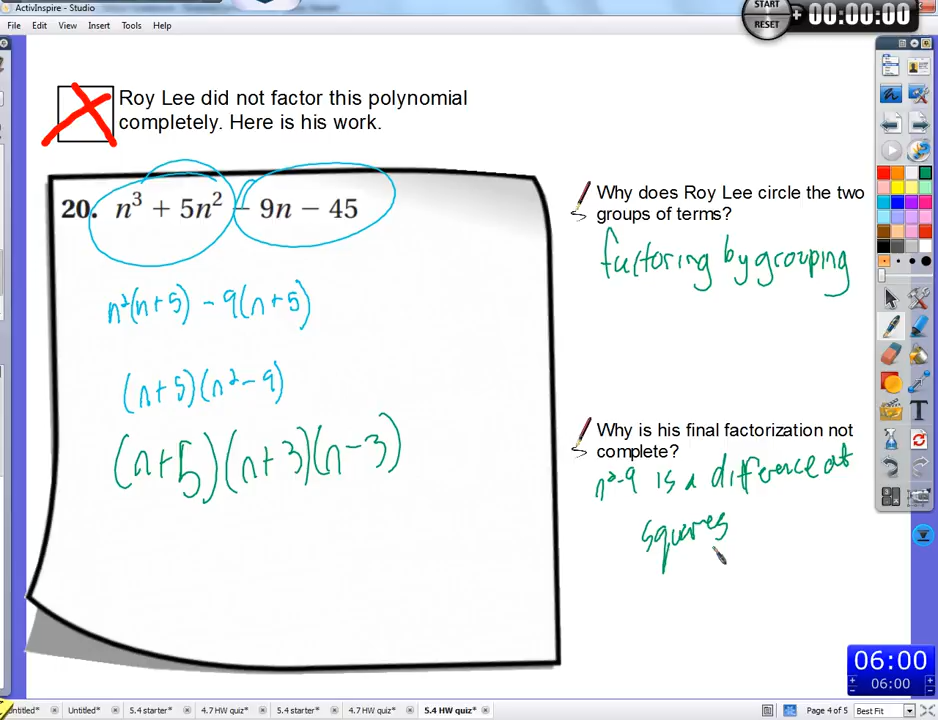 ActivInspire - Studio
START
RESET
00:00:00
File Edit View Insert Tools Help
Roy Lee did not factor this polynomial
completely. Here is his work.
20. n³ + 5n² − 9n − 45
n²(n+5) − 9(n+5)
(n+5)(n²−9)
(n+5)(n+3)(n−3)
Why does Roy Lee circle the two
groups of terms?
factoring by grouping
Why is his final factorization not
complete?
n²-9 is a difference of
squares
06:00
06:00
ntitled* Untitled* 5.4 starter* 4.7 HW quiz* 5.4 starter* 4.7 HW quiz* 5.4 HW quiz* Page 4 of 5 Best Fit